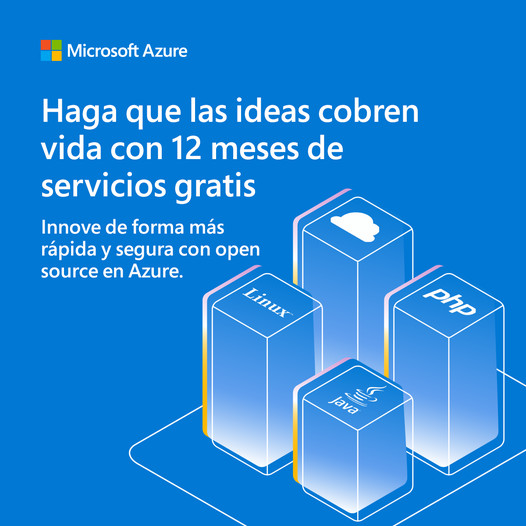 Microsoft Azure
Haga que las ideas cobren
vida con 12 meses de
servicios gratis
Innove de forma más
rápida y segura con open
source en Azure.
Linux
php
Java